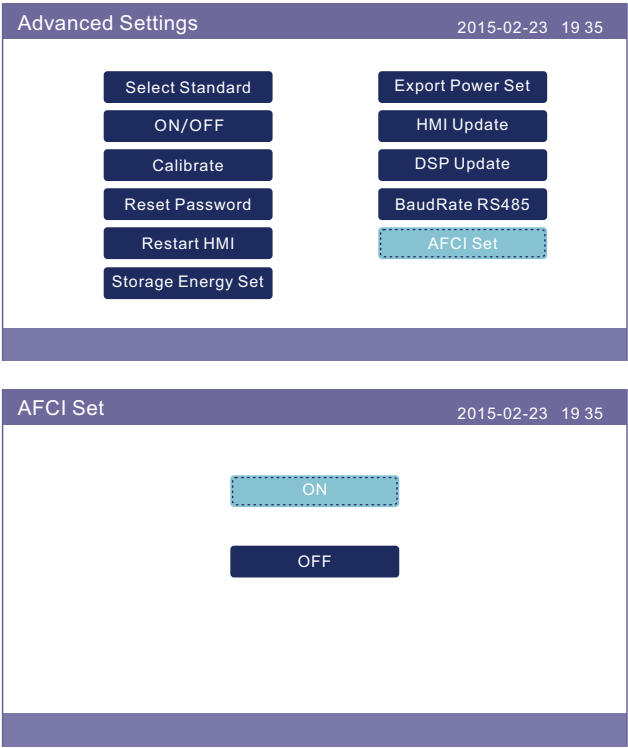 Advanced Settings
2015-02-23 19 35
Select Standard
Export Power Set
ON/OFF
HMI Update
Calibrate
DSP Update
Reset Password
BaudRate RS485
Restart HMI
AFCI Set
Storage Energy Set
AFCI Set
2015-02-23 19 35
ON
OFF